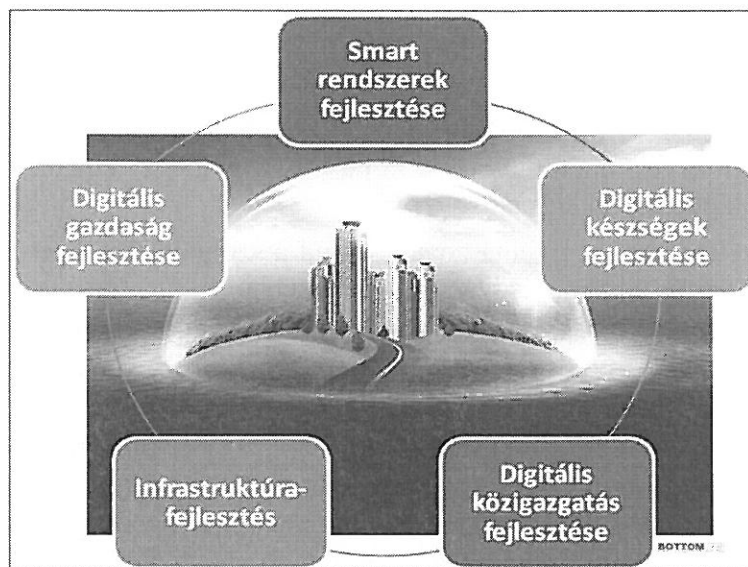 Smart
rendszerek
fejlesztése
Digitális
gazdaság
fejlesztése
Digitális
készségek
fejlesztése
Infrastruktúra-
fejlesztés
Digitális
közigazgatás
fejlesztése
BOTTOM